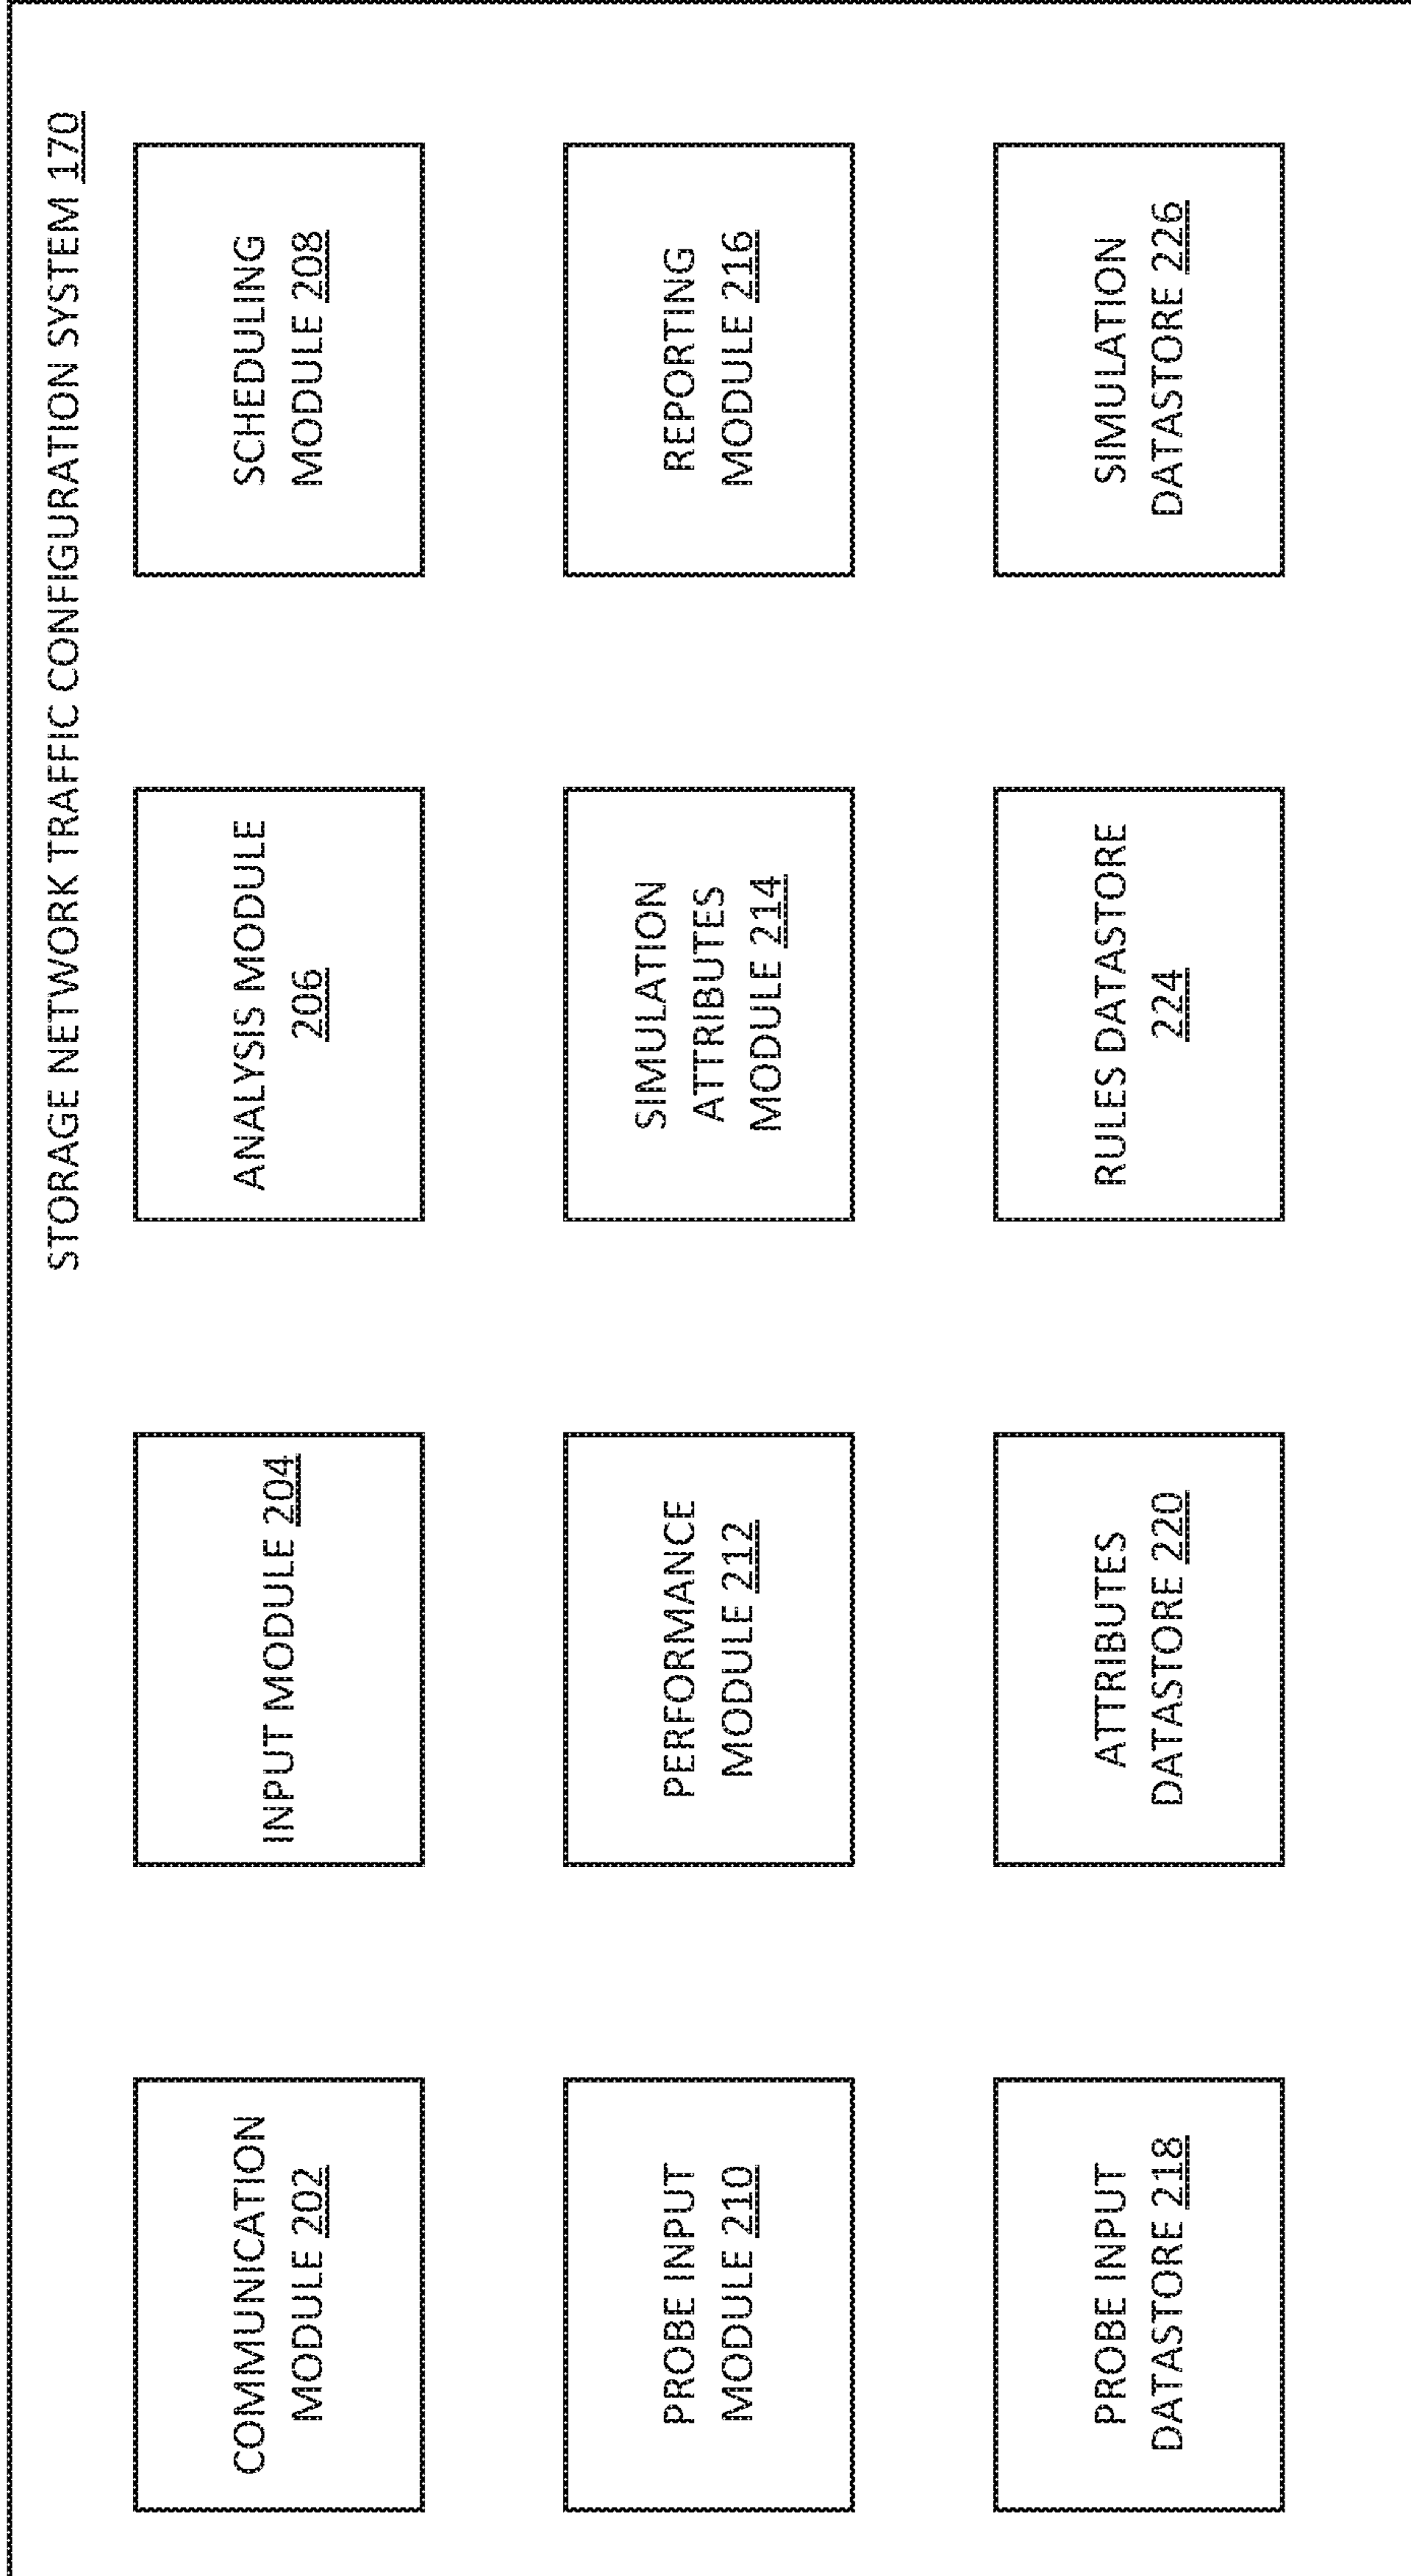 STORAGE NETWORK TRAFFIC CONFIGURATION SYSTEM 170
COMMUNICATION
MODULE 202
INPUT MODULE 204
ANALYSIS MODULE
206
SCHEDULING
MODULE 208
PROBE INPUT
MODULE 210
PERFORMANCE
MODULE 212
SIMULATION
ATTRIBUTES
MODULE 214
REPORTING
MODULE 216
PROBE INPUT
DATASTORE 218
ATTRIBUTES
DATASTORE 220
RULES DATASTORE
224
SIMULATION
DATASTORE 226